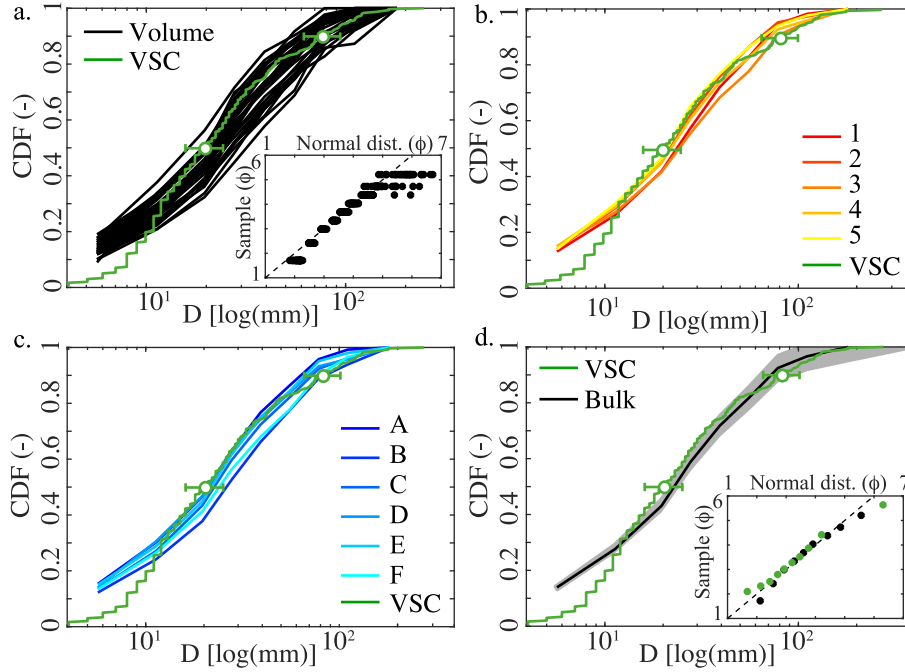 a.
Volume
VSC
CDF (-)
0
0.2
0.4
0.6
0.8
1
10¹
10²
D [log(mm)]
1
Normal dist. (ϕ)
7
Sample (ϕ)
6
1
b.
CDF (-)
0
0.2
0.4
0.6
0.8
1
1
2
3
4
5
VSC
10¹
10²
D [log(mm)]
c.
CDF (-)
0
0.2
0.4
0.6
0.8
1
A
B
C
D
E
F
VSC
10¹
10²
D [log(mm)]
d.
VSC
Bulk
CDF (-)
0
0.2
0.4
0.6
0.8
1
1
Normal dist. (ϕ)
7
Sample (ϕ)
6
1
10¹
10²
D [log(mm)]